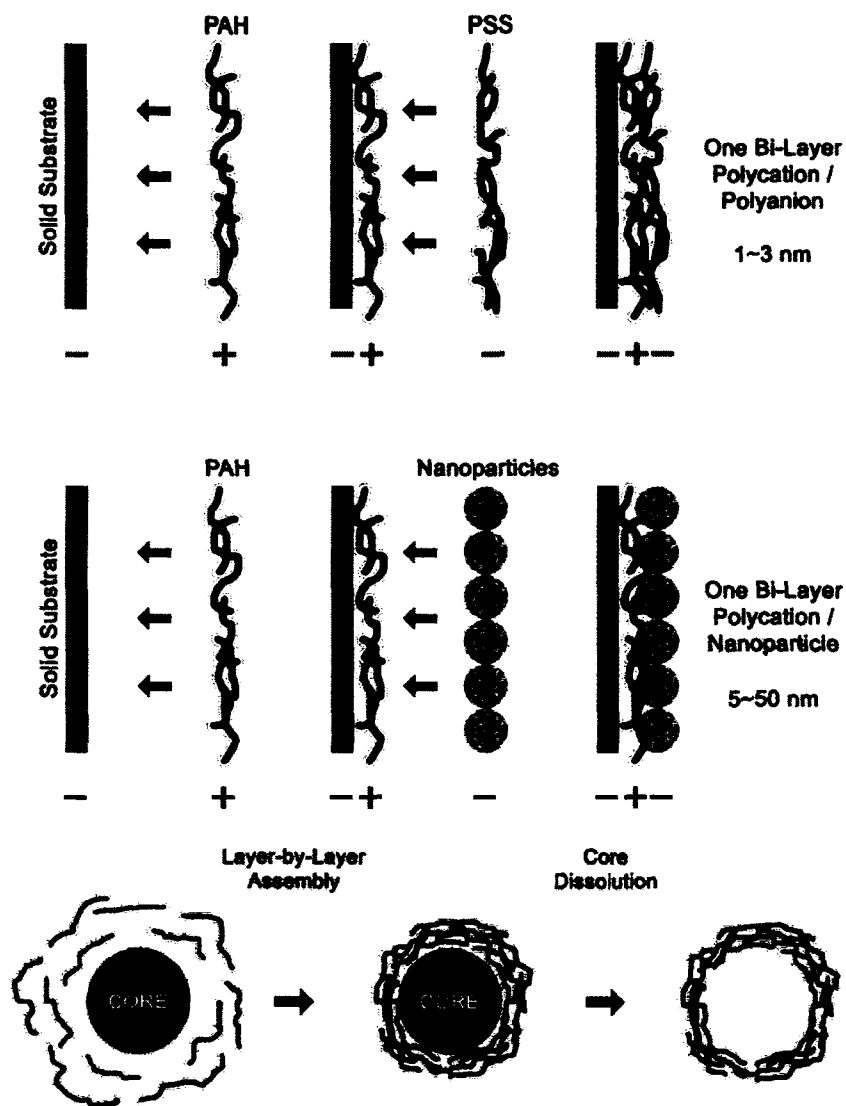 PAH
PSS
Solid Substrate
One Bi-Layer
Polycation /
Polyanion
1~3 nm
−
+
−+
−
−+−
PAH
Nanoparticles
Solid Substrate
One Bi-Layer
Polycation /
Nanoparticle
5~50 nm
−
+
−+
−
−+−
Layer-by-Layer
Assembly
Core
Dissolution
CORE
CORE